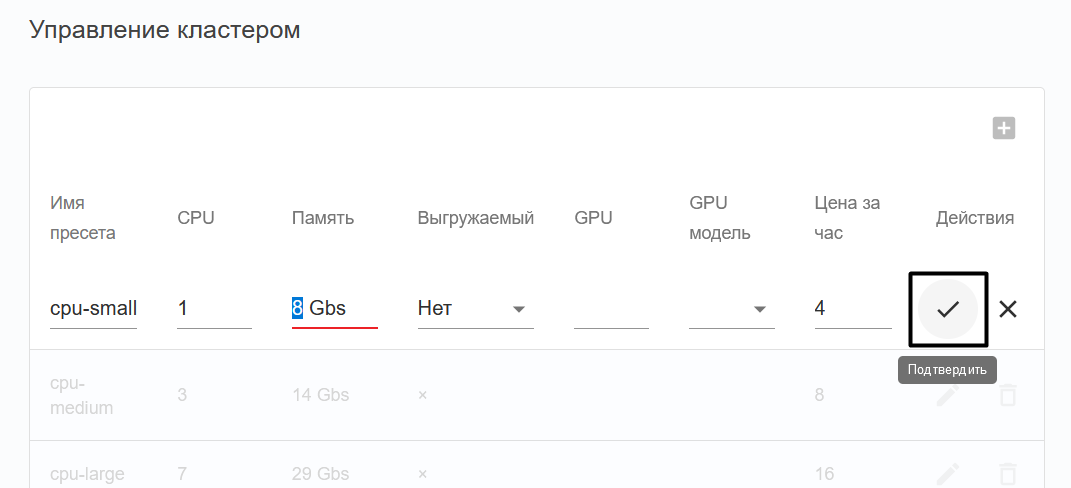 Управление кластером
Имя пресета CPU Память Выгружаемый GPU GPU модель Цена за час Действия
cpu-small 1 8 Gbs Нет 4
Подтвердить
cpu-medium 3 14 Gbs × 8
cpu-large 7 29 Gbs × 16